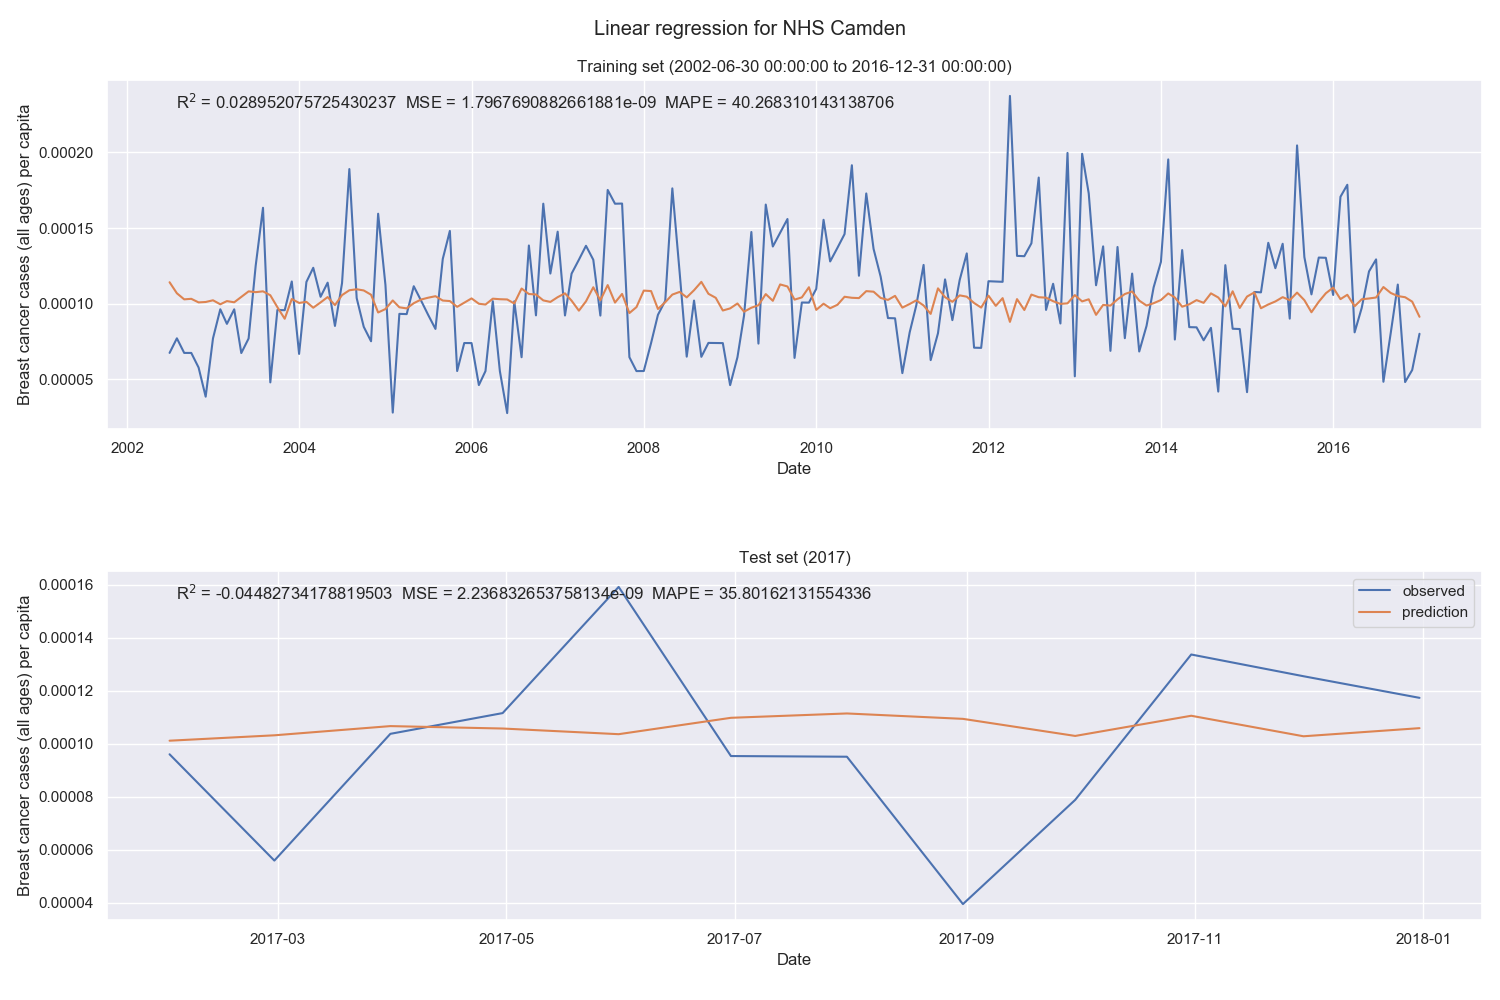 Linear regression for NHS Camden
Training set (2002-06-30 00:00:00 to 2016-12-31 00:00:00)
R² = 0.028952075725430237 MSE = 1.7967690882661881e-09 MAPE = 40.268310143138706
Breast cancer cases (all ages) per capita
0.00020
0.00015
0.00010
0.00005
2002 2004 2006 2008 2010 2012 2014 2016
Date
Test set (2017)
R² = -0.04482734178819503 MSE = 2.2368326537758134e-09 MAPE = 35.80162131554336
observed
prediction
Breast cancer cases (all ages) per capita
0.00016
0.00014
0.00012
0.00010
0.00008
0.00006
0.00004
2017-03 2017-05 2017-07 2017-09 2017-11 2018-01
Date